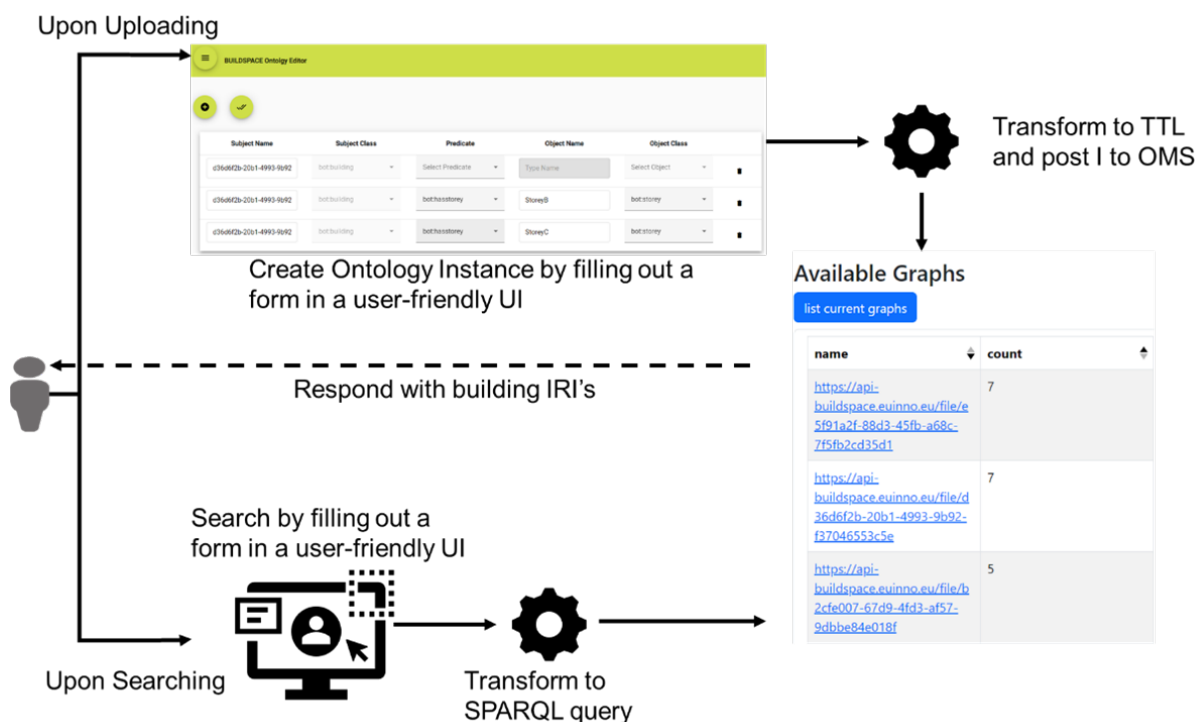 Upon Uploading
BUILDSPACE Ontolgy Editor
Subject Name Subject Class Predicate Object Name Object Class
d36d6f2b-20b1-4993-9b92 bot:building Select Predicate Type Name Select Object
d36d6f2b-20b1-4993-9b92 bot:building bot:hasstorey StoreyB bot:storey
d36d6f2b-20b1-4993-9b92 bot:building bot:hasstorey StoreyC bot:storey
Create Ontology Instance by filling out a
form in a user-friendly UI
Transform to TTL
and post I to OMS
Available Graphs
list current graphs
name count
https://api- 7
buildspace.euinno.eu/file/e
5f91a2f-88d3-45fb-a68c-
7f5fb2cd35d1
https://api- 7
buildspace.euinno.eu/file/d
36d6f2b-20b1-4993-9b92-
f37046553c5e
https://api- 5
buildspace.euinno.eu/file/b
2cfe007-67d9-4fd3-af57-
9dbbe84e018f
Respond with building IRI's
Search by filling out a
form in a user-friendly UI
Upon Searching
Transform to
SPARQL query